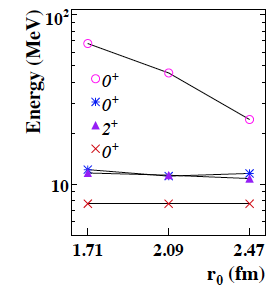 10²
Energy (MeV)
0⁺
0⁺
2⁺
0⁺
10
1.71 2.09 2.47
r₀ (fm)